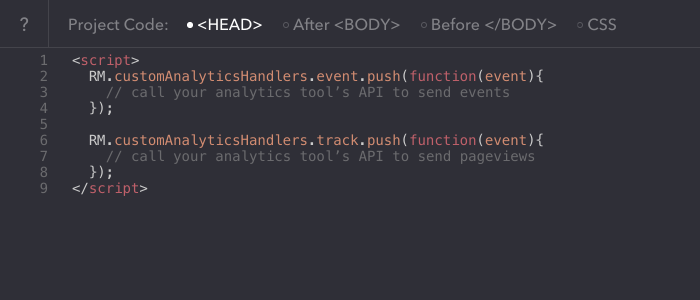 ? Project Code: <HEAD> After <BODY> Before </BODY> CSS
1 <script>
2 RM.customAnalyticsHandlers.event.push(function(event){
3 // call your analytics tool’s API to send events
4 });
5
6 RM.customAnalyticsHandlers.track.push(function(event){
7 // call your analytics tool’s API to send pageviews
8 });
9 </script>